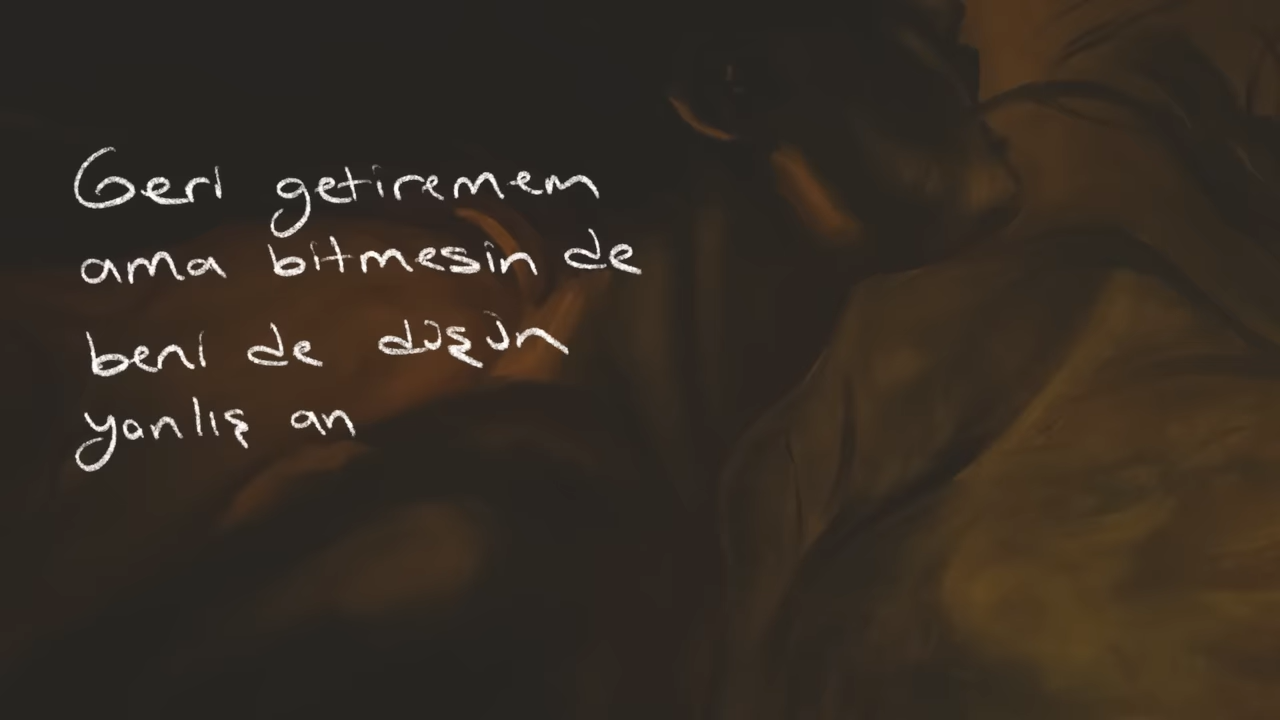 Geri getiremem
ama bitmesin de
beni de düşün
yanlış an